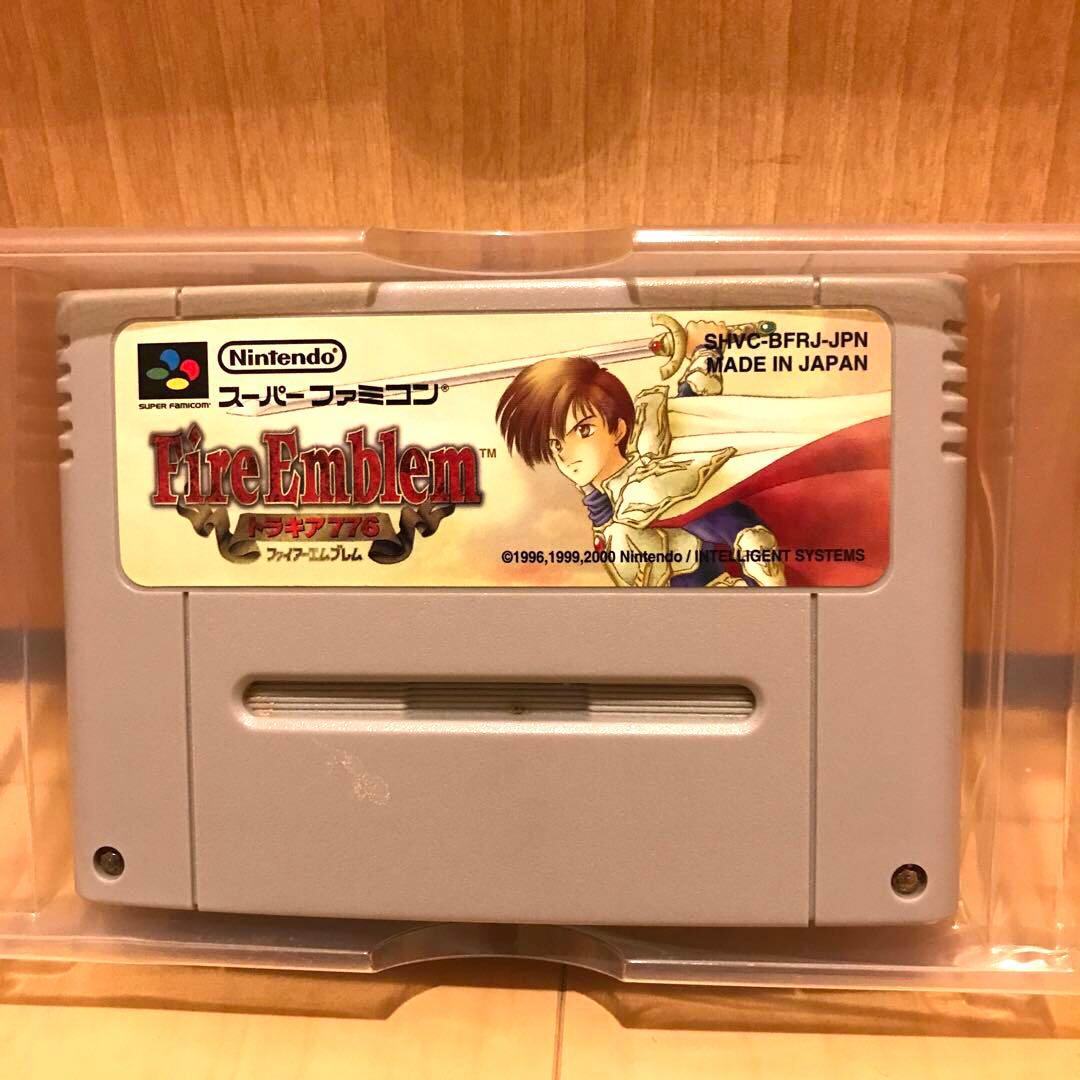 SUPER FAMICOM
Nintendo®
スーパーファミコン®
SHVC-BFRJ-JPN
MADE IN JAPAN
Fire Emblem™
トラキア776
ファイアーエムブレム
©1996,1999,2000 Nintendo / INTELLIGENT SYSTEMS